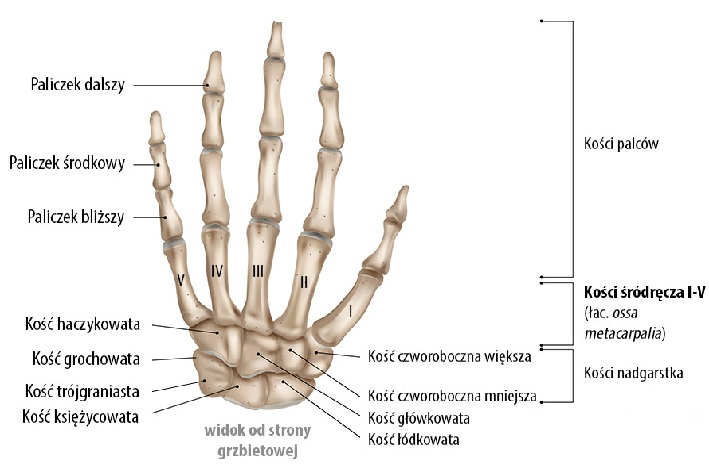 Paliczek dalszy
Paliczek środkowy
Paliczek bliższy
V
IV
III
II
I
Kość haczykowata
Kość grochowata
Kość trójgraniasta
Kość księżycowata
widok od strony
grzbietowej
Kość czworoboczna większa
Kość czworoboczna mniejsza
Kość główkowata
Kość łódkowata
Kości palców
Kości śródręcza I-V
(łac. ossa
metacarpalia)
Kości nadgarstka